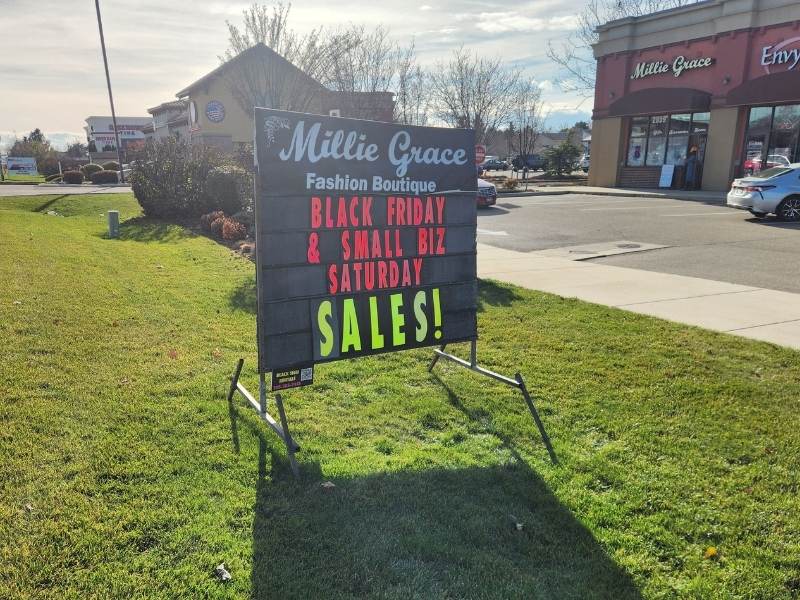 Millie Grace
Fashion Boutique
BLACK FRIDAY
& SMALL BIZ
SATURDAY
SALES!
Millie Grace
Envy